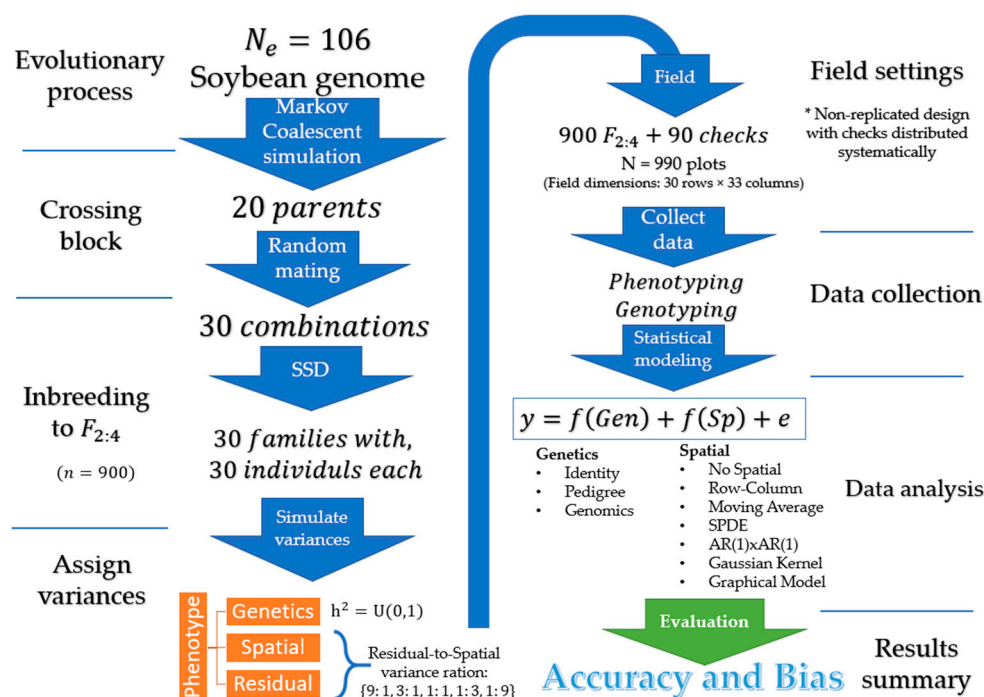 Evolutionary
process
Nₑ = 106
Soybean genome
Markov
Coalescent
simulation
Crossing
block
20 parents
Random
mating
30 combinations
SSD
Inbreeding
to F₂:₄
(n = 900)
30 families with,
30 individuls each
Simulate
variances
Assign
variances
Phenotype
Genetics
h² = U(0,1)
Spatial
Residual
Residual-to-Spatial
variance ration:
{9: 1, 3: 1, 1: 1, 1: 3, 1: 9}
Field
Field settings
* Non-replicated design
with checks distributed
systematically
900 F₂:₄ + 90 checks
N = 990 plots
(Field dimensions: 30 rows × 33 columns)
Collect
data
Phenotyping
Genotyping
Data collection
Statistical
modeling
y = f(Gen) + f(Sp) + e
Genetics
• Identity
• Pedigree
• Genomics
Spatial
• No Spatial
• Row-Column
• Moving Average
• SPDE
• AR(1)xAR(1)
• Gaussian Kernel
• Graphical Model
Data analysis
Evaluation
Accuracy and Bias
Results
summary